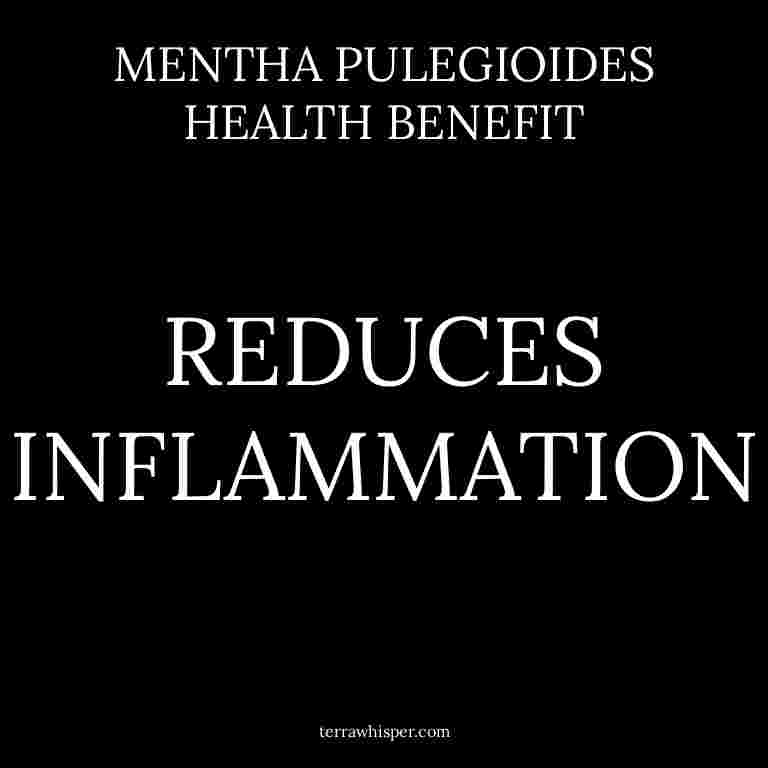 MENTHA PULEGIOIDES
HEALTH BENEFIT
REDUCES
INFLAMMATION
terrawhisper.com